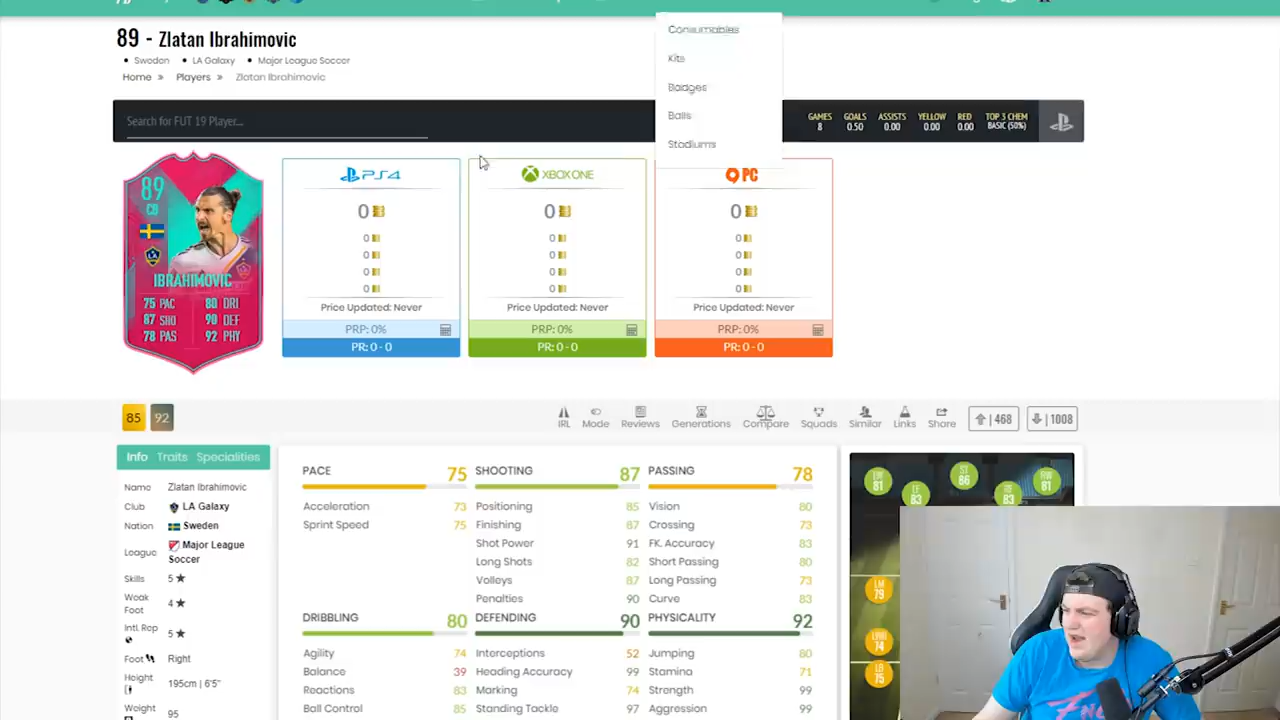 Consumables
Kits
Badges
Balls
Stadiums
89 - Zlatan Ibrahimovic
Sweden LA Galaxy Major League Soccer
Home » Players » Zlatan Ibrahimovic
Search for FUT 19 Player...
GAMES 8
GOALS 0.50
ASSISTS 0.00
YELLOW 0.00
RED 0.00
TOP 3 CHEM BASIC (50%)
89
CB
IBRAHIMOVIC
75 PAC 80 DRI
87 SHO 90 DEF
78 PAS 92 PHY
PS4
0
0
0
0
0
Price Updated: Never
PRP: 0%
PR: 0 - 0
XBOX ONE
0
0
0
0
0
Price Updated: Never
PRP: 0%
PR: 0 - 0
PC
0
0
0
0
0
Price Updated: Never
PRP: 0%
PR: 0 - 0
85 92
IRL Mode Reviews Generations Compare Squads Similar Links Share | 468 | 1008
Info Traits Specialities
Name Zlatan Ibrahimovic
Club LA Galaxy
Nation Sweden
League Major League
Soccer
Skills 5★
Weak
Foot 4★
Intl. Rep 5★
Foot Right
Height 195cm | 6'5"
Weight 95
PACE 75
Acceleration 73
Sprint Speed 75
SHOOTING 87
Positioning 85
Finishing 87
Shot Power 91
Long Shots 82
Volleys 87
Penalties 90
PASSING 78
Vision 80
Crossing 73
FK. Accuracy 83
Short Passing 80
Long Passing 73
Curve 83
DRIBBLING 80
Agility 74
Balance 39
Reactions 83
Ball Control 85
DEFENDING 90
Interceptions 52
Heading Accuracy 99
Marking 74
Standing Tackle 97
PHYSICALITY 92
Jumping 80
Stamina 71
Strength 99
Aggression 99
LW 81
LF 83
ST 86
RF 83
RW 81
LM 79
LWB 74
LB 75